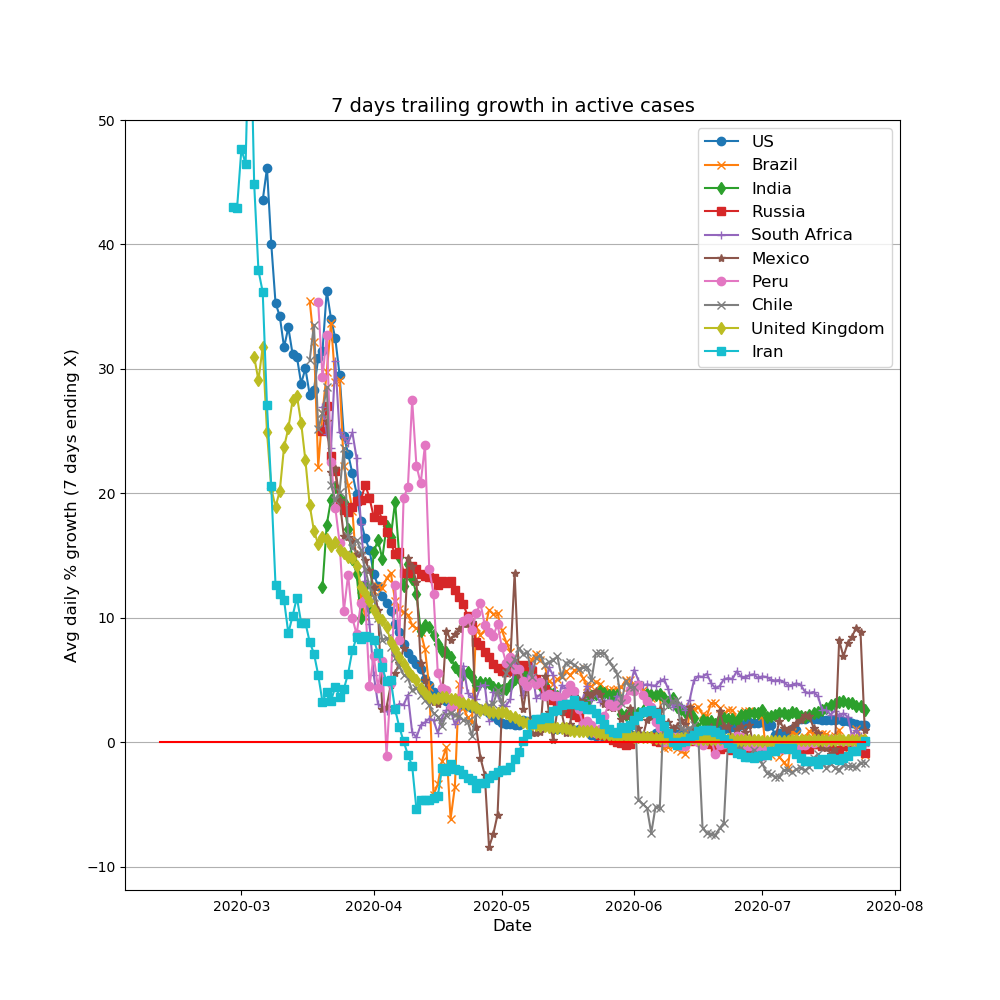 7 days trailing growth in active cases
50
40
30
20
10
0
−10
Avg daily % growth (7 days ending X)
US
Brazil
India
Russia
South Africa
Mexico
Peru
Chile
United Kingdom
Iran
2020-03
2020-04
2020-05
2020-06
2020-07
2020-08
Date